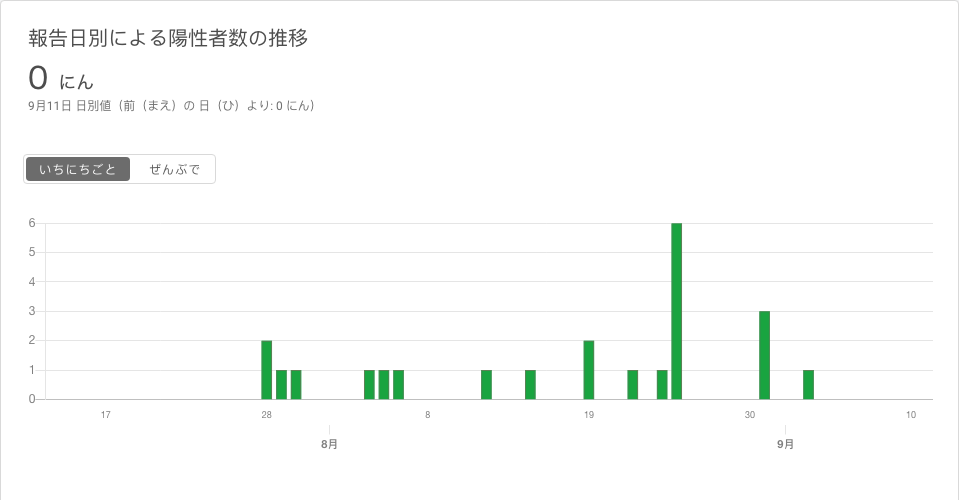 報告日別による陽性者数の推移
0 にん
9月11日 日別値（前（まえ）の 日（ひ）より: 0 にん）
いちにちごと ぜんぶで
6
5
4
3
2
1
0
17 28 8 19 30 10
8月 9月